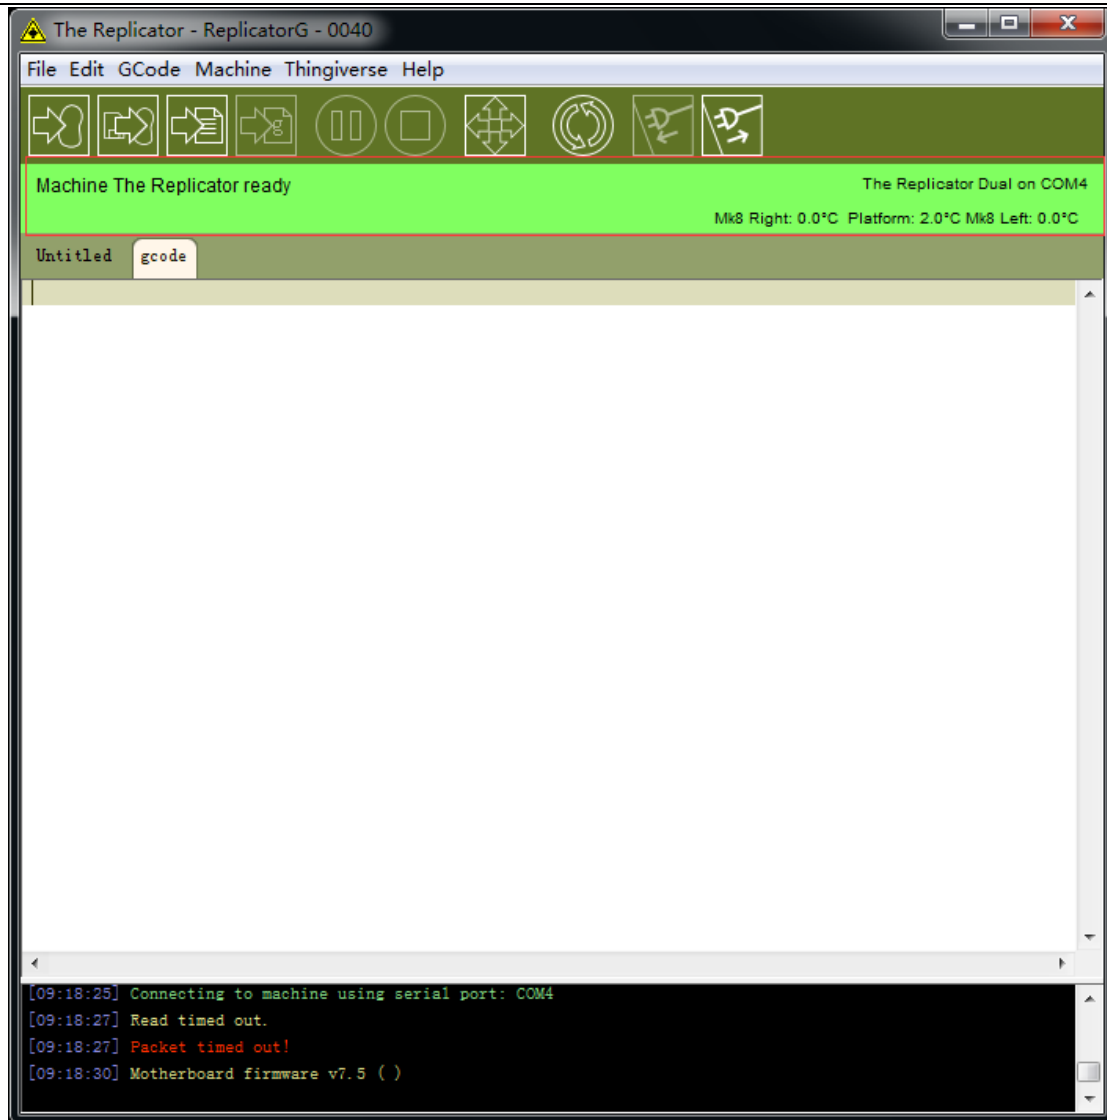 The Replicator - ReplicatorG - 0040
File Edit GCode Machine Thingiverse Help
g
Machine The Replicator ready
The Replicator Dual on COM4
Mk8 Right: 0.0°C Platform: 2.0°C Mk8 Left: 0.0°C
Untitled gcode
[09:18:25] Connecting to machine using serial port: COM4
[09:18:27] Read timed out.
[09:18:27] Packet timed out!
[09:18:30] Motherboard firmware v7.5 ( )